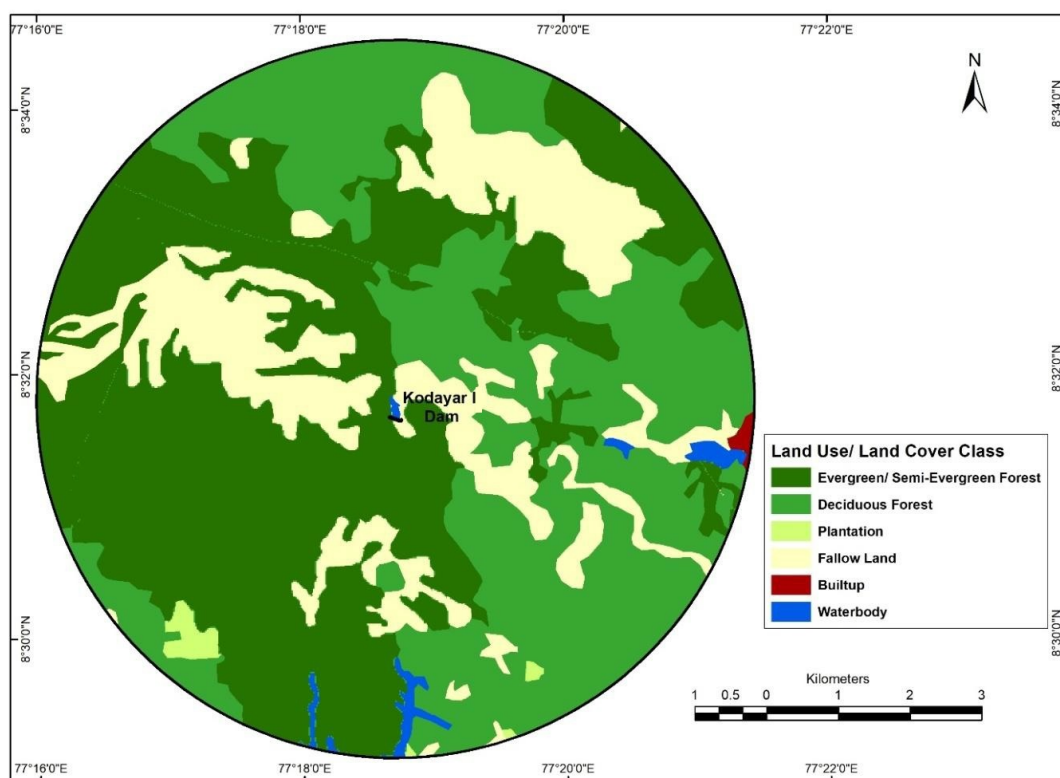 77°16'0"E 77°18'0"E 77°20'0"E 77°22'0"E
N
8°34'0"N 8°34'0"N
8°32'0"N 8°32'0"N
Kodayar I
Dam
Land Use/ Land Cover Class
Evergreen/ Semi-Evergreen Forest
Deciduous Forest
Plantation
Fallow Land
Builtup
Waterbody
8°30'0"N 8°30'0"N
Kilometers
1 0.5 0 1 2 3
77°16'0"E 77°18'0"E 77°20'0"E 77°22'0"E